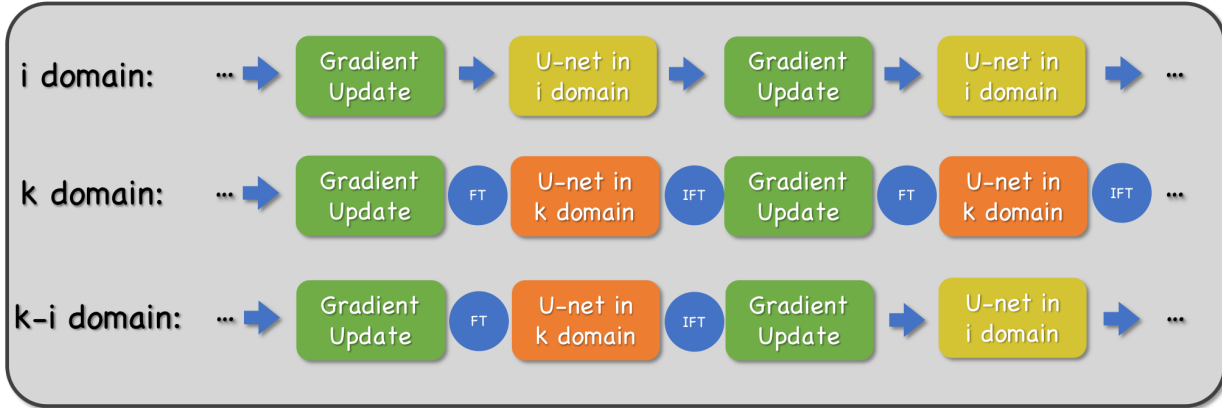 i domain: ... Gradient Update U-net in i domain Gradient Update U-net in i domain ...
k domain: ... Gradient Update FT U-net in k domain IFT Gradient Update FT U-net in k domain IFT ...
k-i domain: ... Gradient Update FT U-net in k domain IFT Gradient Update U-net in i domain ...